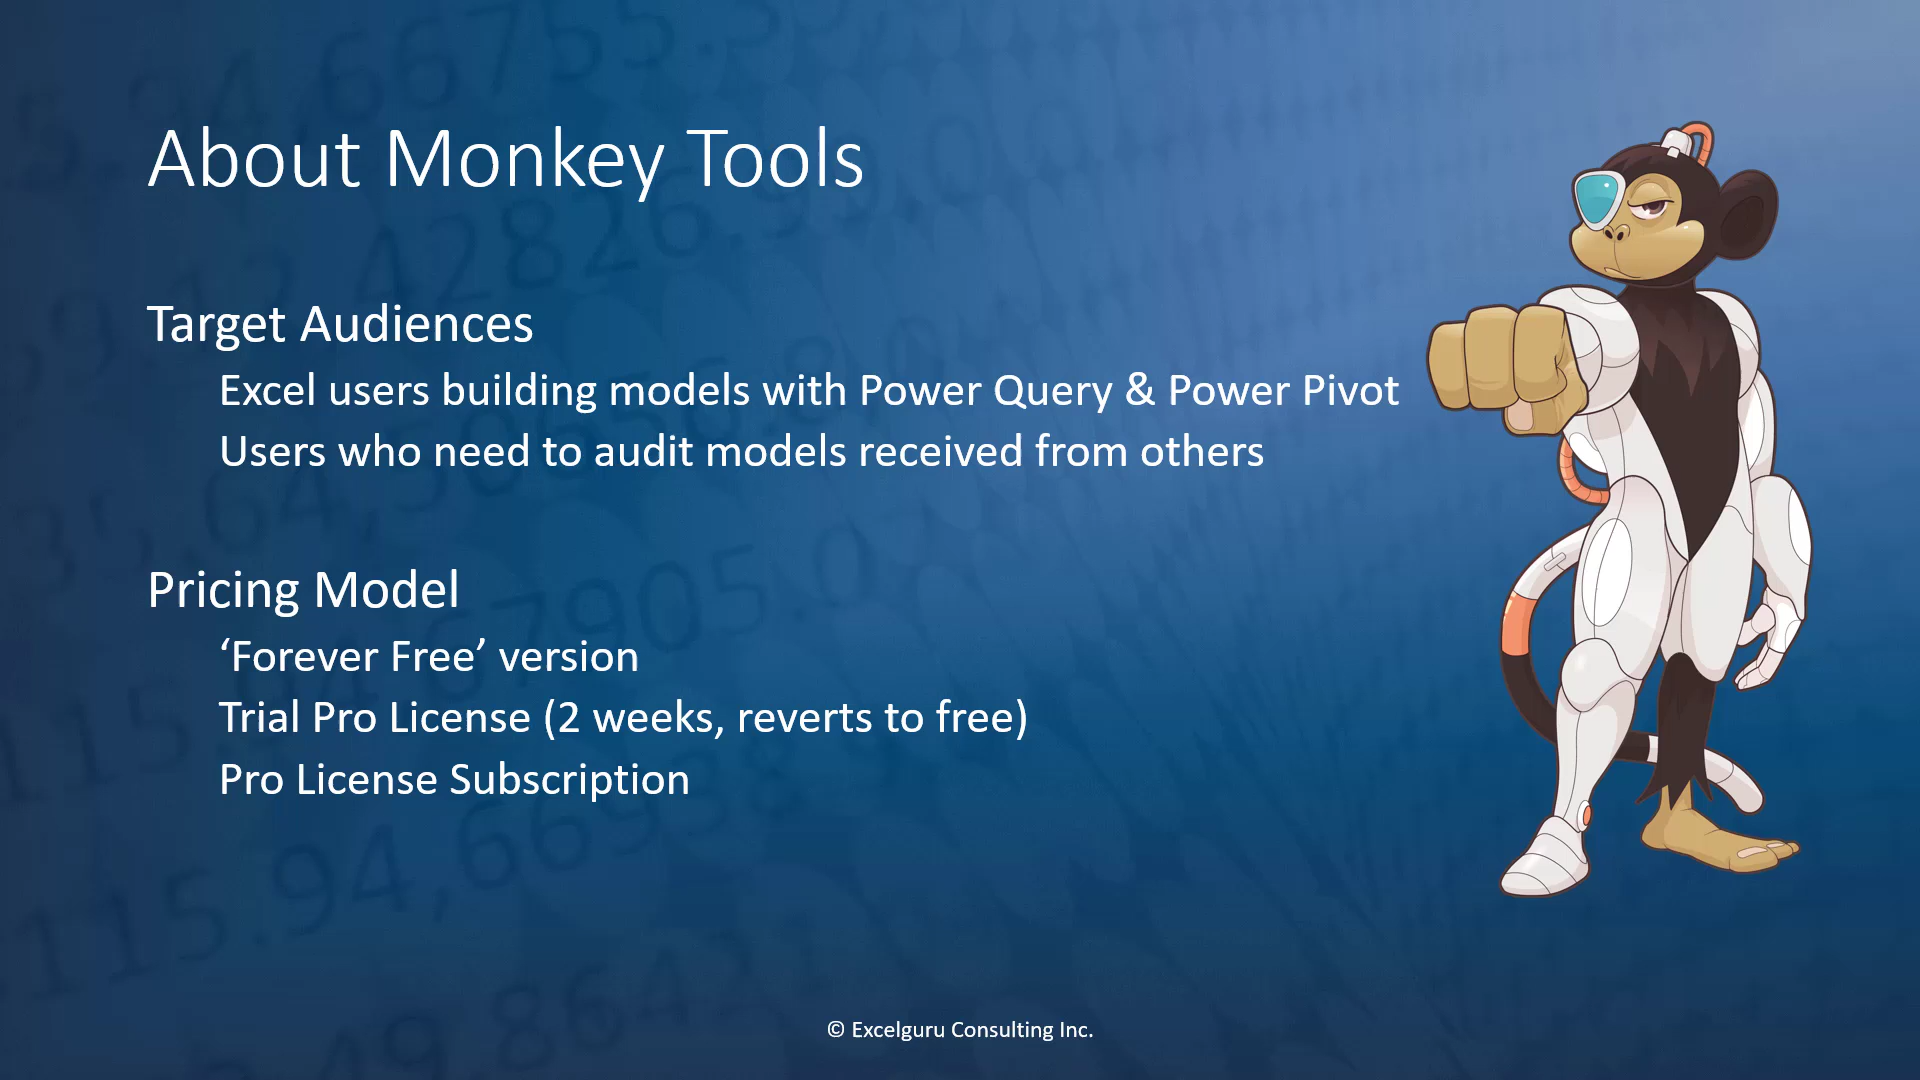 About Monkey Tools
Target Audiences
Excel users building models with Power Query & Power Pivot
Users who need to audit models received from others
Pricing Model
‘Forever Free’ version
Trial Pro License (2 weeks, reverts to free)
Pro License Subscription
© Excelguru Consulting Inc.